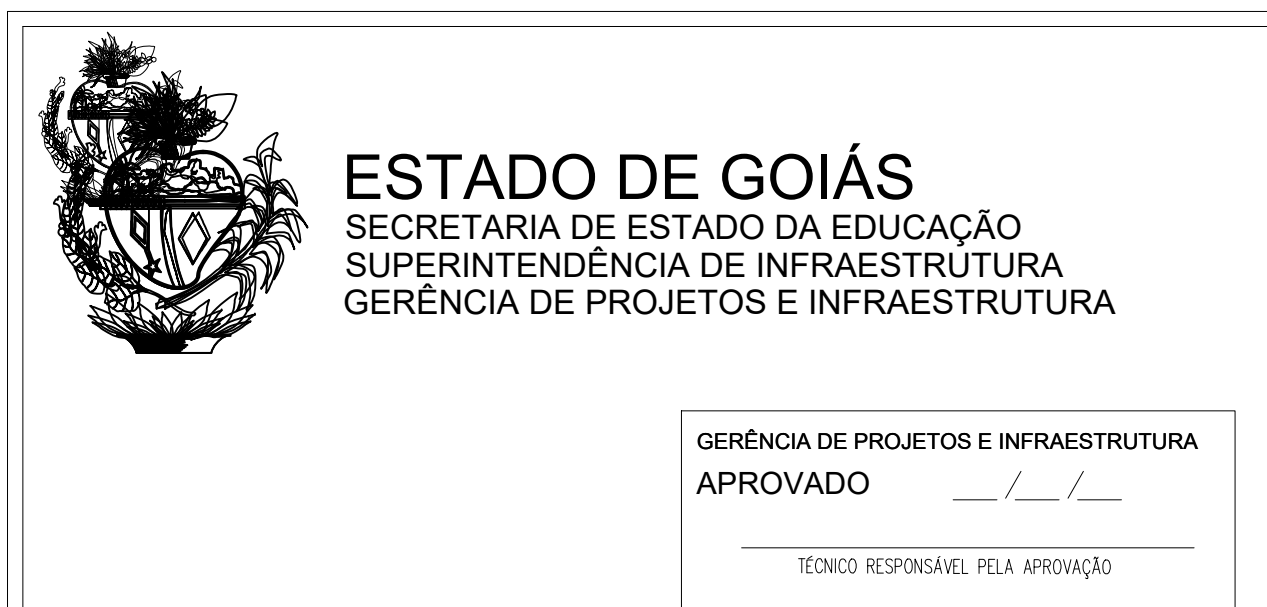 ESTADO DE GOIÁS
SECRETARIA DE ESTADO DA EDUCAÇÃO
SUPERINTENDÊNCIA DE INFRAESTRUTURA
GERÊNCIA DE PROJETOS E INFRAESTRUTURA
GERÊNCIA DE PROJETOS E INFRAESTRUTURA
APROVADO ___/___/___
TÉCNICO RESPONSÁVEL PELA APROVAÇÃO